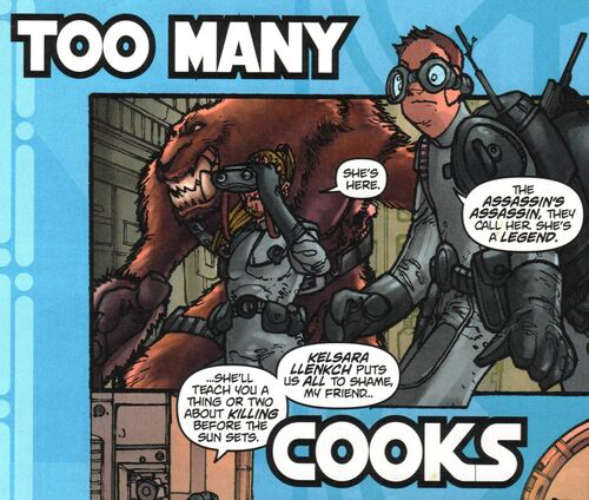 TOO MANY
SHE'S
HERE.
THE
ASSASSIN'S
ASSASSIN, THEY
CALL HER. SHE'S
A LEGEND.
KELSARA
LLENKCH PUTS
US ALL TO SHAME,
MY FRIEND...
...SHE'LL
TEACH YOU A
THING OR TWO
ABOUT KILLING
BEFORE THE
SUN SETS.
COOKS